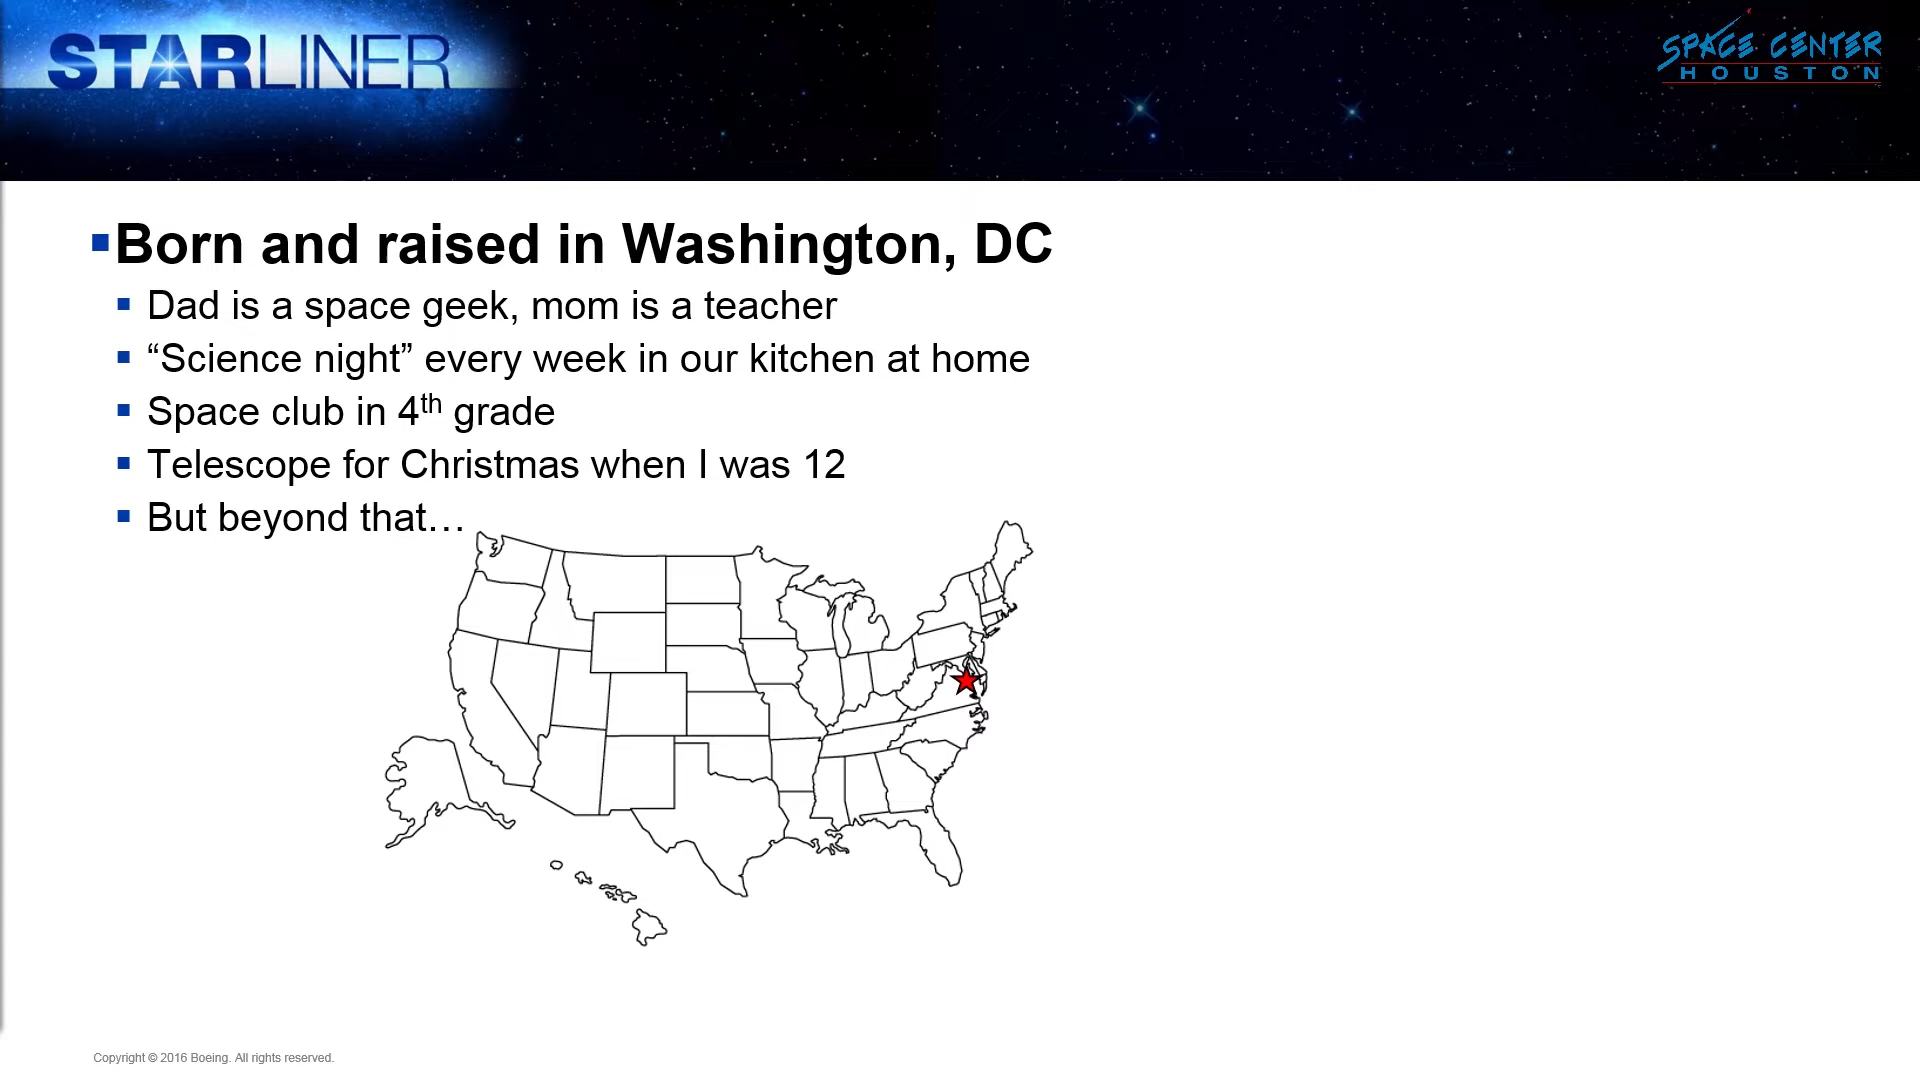 STARLINER
SPACE CENTER
HOUSTON
Born and raised in Washington, DC
Dad is a space geek, mom is a teacher
“Science night” every week in our kitchen at home
Space club in 4th grade
Telescope for Christmas when I was 12
But beyond that…
Copyright © 2016 Boeing. All rights reserved.